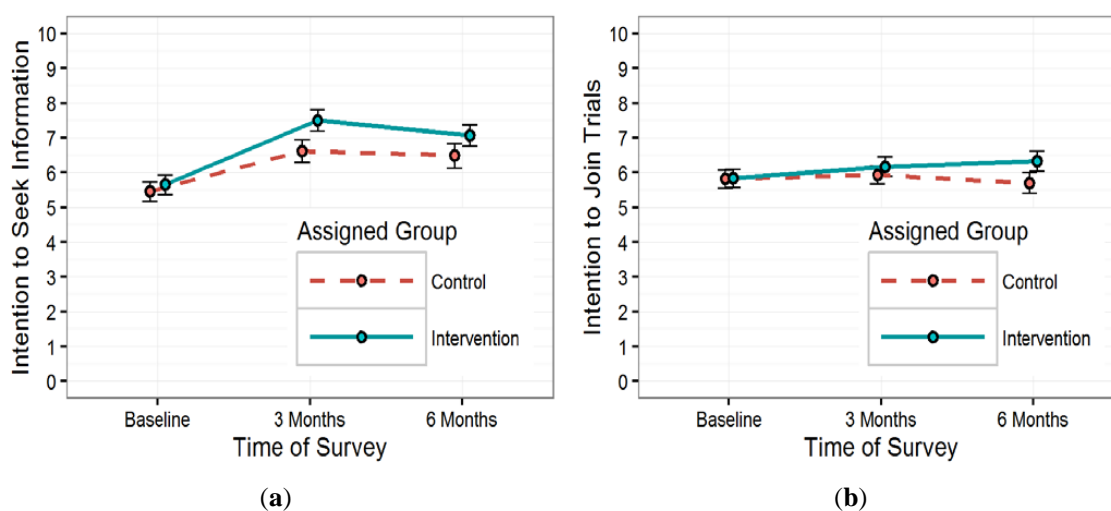 Intention to Seek Information
10
9
8
7
6
5
4
3
2
1
0
Assigned Group
Control
Intervention
Baseline
3 Months
6 Months
Time of Survey
(a)
Intention to Join Trials
10
9
8
7
6
5
4
3
2
1
0
Assigned Group
Control
Intervention
Baseline
3 Months
6 Months
Time of Survey
(b)